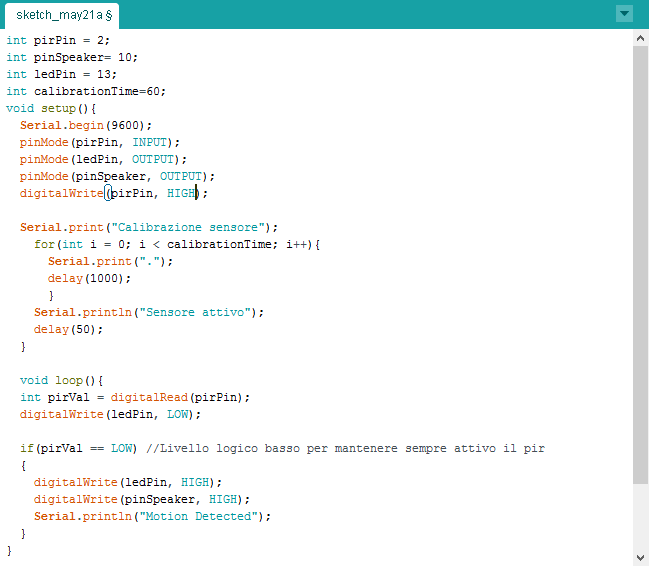 sketch_may21a §
int pirPin = 2;
int pinSpeaker= 10;
int ledPin = 13;
int calibrationTime=60;
void setup(){
  Serial.begin(9600);
  pinMode(pirPin, INPUT);
  pinMode(ledPin, OUTPUT);
  pinMode(pinSpeaker, OUTPUT);
  digitalWrite(pirPin, HIGH);

  Serial.print("Calibrazione sensore");
    for(int i = 0; i < calibrationTime; i++){
      Serial.print(".");
      delay(1000);
      }
    Serial.println("Sensore attivo");
    delay(50);
  }

  void loop(){
  int pirVal = digitalRead(pirPin);
  digitalWrite(ledPin, LOW);

  if(pirVal == LOW) //Livello logico basso per mantenere sempre attivo il pir
  {
    digitalWrite(ledPin, HIGH);
    digitalWrite(pinSpeaker, HIGH);
    Serial.println("Motion Detected");
  }
}